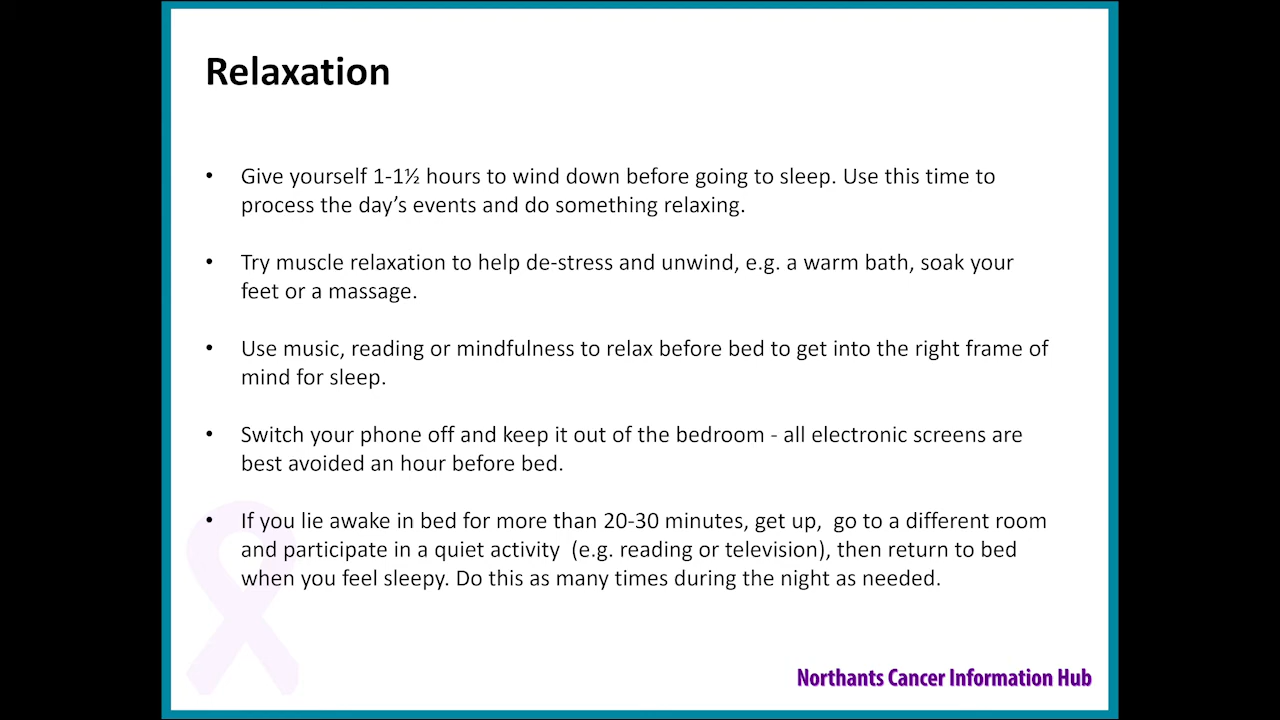 Relaxation
• Give yourself 1-1½ hours to wind down before going to sleep. Use this time to
process the day’s events and do something relaxing.
• Try muscle relaxation to help de-stress and unwind, e.g. a warm bath, soak your
feet or a massage.
• Use music, reading or mindfulness to relax before bed to get into the right frame of
mind for sleep.
• Switch your phone off and keep it out of the bedroom - all electronic screens are
best avoided an hour before bed.
• If you lie awake in bed for more than 20-30 minutes, get up,  go to a different room
and participate in a quiet activity  (e.g. reading or television), then return to bed
when you feel sleepy. Do this as many times during the night as needed.
Northants Cancer Information Hub